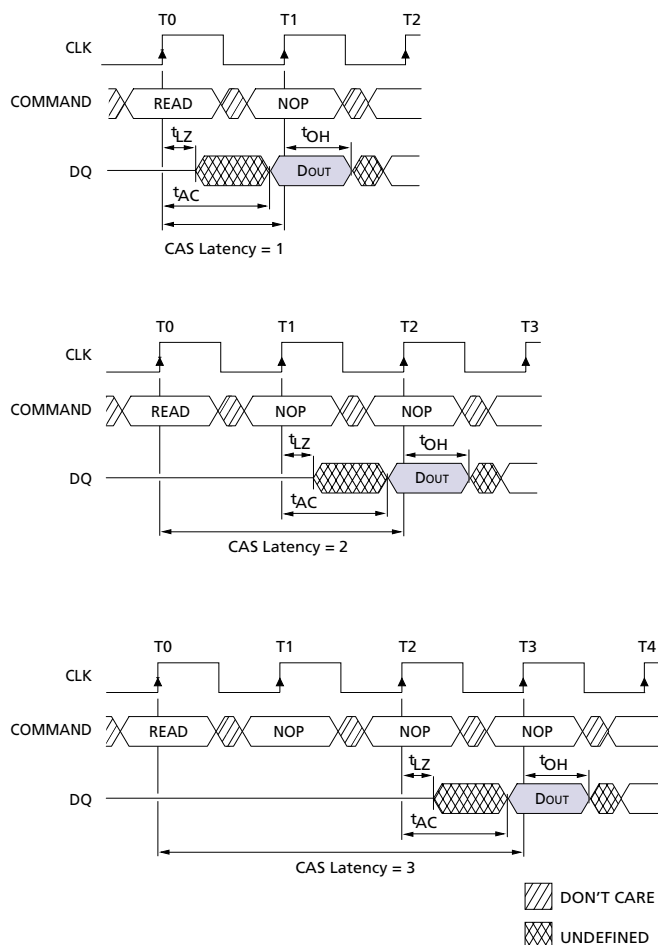 T0 T1 T2
CLK
COMMAND READ NOP
tLZ tOH
DQ DOUT
tAC
CAS Latency = 1
T0 T1 T2 T3
CLK
COMMAND READ NOP NOP
tLZ tOH
DQ DOUT
tAC
CAS Latency = 2
T0 T1 T2 T3 T4
CLK
COMMAND READ NOP NOP NOP
tLZ tOH
DQ DOUT
tAC
CAS Latency = 3
DON'T CARE
UNDEFINED